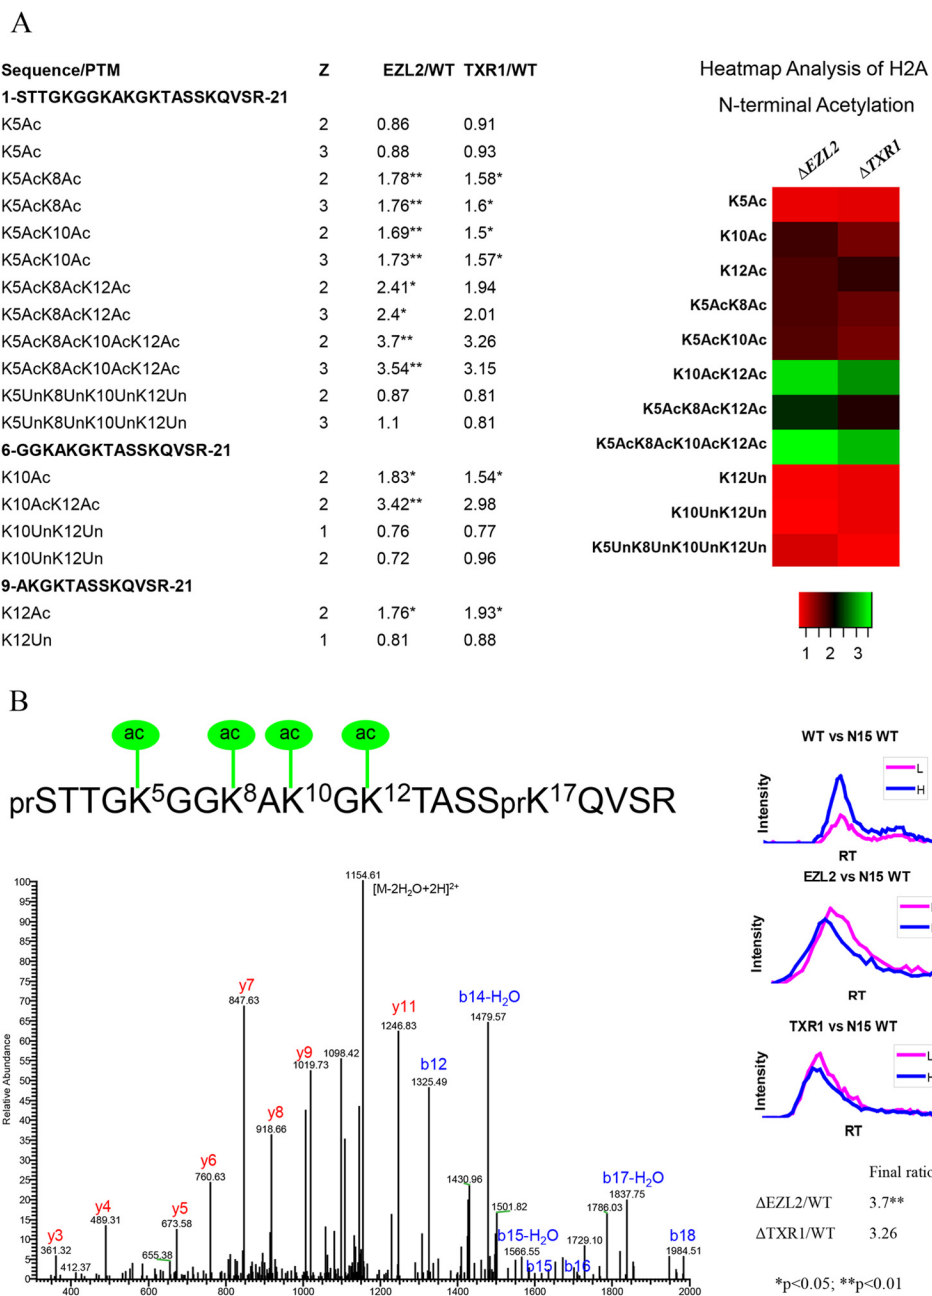 A
Sequence/PTM Z EZL2/WT TXR1/WT
1-STTGKGGKAKGKTASSKQVSR-21
K5Ac 2 0.86 0.91
K5Ac 3 0.88 0.93
K5AcK8Ac 2 1.78** 1.58*
K5AcK8Ac 3 1.76** 1.6*
K5AcK10Ac 2 1.69** 1.5*
K5AcK10Ac 3 1.73** 1.57*
K5AcK8AcK12Ac 2 2.41* 1.94
K5AcK8AcK12Ac 3 2.4* 2.01
K5AcK8AcK10AcK12Ac 2 3.7** 3.26
K5AcK8AcK10AcK12Ac 3 3.54** 3.15
K5UnK8UnK10UnK12Un 2 0.87 0.81
K5UnK8UnK10UnK12Un 3 1.1 0.81
6-GGKAKGKTASSKQVSR-21
K10Ac 2 1.83* 1.54*
K10AcK12Ac 2 3.42** 2.98
K10UnK12Un 1 0.76 0.77
K10UnK12Un 2 0.72 0.96
9-AKGKTASSKQVSR-21
K12Ac 2 1.76* 1.93*
K12Un 1 0.81 0.88
Heatmap Analysis of H2A
N-terminal Acetylation
ΔEZL2 ΔTXR1
K5Ac
K10Ac
K12Ac
K5AcK8Ac
K5AcK10Ac
K10AcK12Ac
K5AcK8AcK12Ac
K5AcK8AcK10AcK12Ac
K12Un
K10UnK12Un
K5UnK8UnK10UnK12Un
1 2 3
B
ac ac ac ac
prSTTGK⁵GGK⁸AK¹⁰GK¹²TASSprK¹⁷QVSR
Relative Abundance
100
95
90
85
80
75
70
65
60
55
50
45
40
35
30
25
20
15
10
5
0
400 600 800 1000 1200 1400 1600 1800 2000
y3
361.32
412.37
y4
489.31
655.38
y5
673.58
y6
760.63
y7
847.63
y8
918.66
y9
1019.73
1098.42
1154.61
[M-2H₂O+2H]²⁺
y11
1246.83
b12
1325.49
1430.96
b14-H₂O
1479.57
1501.82
b15-H₂O
1566.55
b15
b16
1729.10
1786.03
b17-H₂O
1837.75
b18
1984.51
WT vs N15 WT
Intensity
L
H
RT
EZL2 vs N15 WT
Intensity
RT
TXR1 vs N15 WT
Intensity
L
H
RT
Final ratio
ΔEZL2/WT 3.7**
ΔTXR1/WT 3.26
*p<0.05; **p<0.01